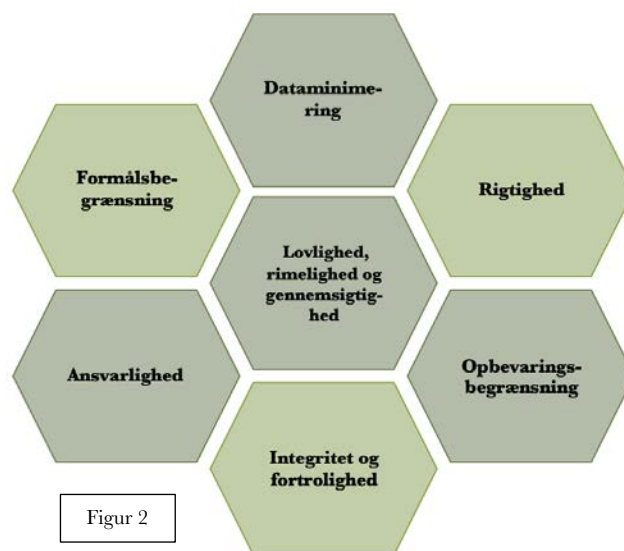 Dataminime-
ring
Formålsbe-
grænsning
Rigtighed
Lovlighed,
rimelighed og
gennemsigtig-
hed
Ansvarlighed
Opbevarings-
begrænsning
Integritet og
fortrolighed
Figur 2